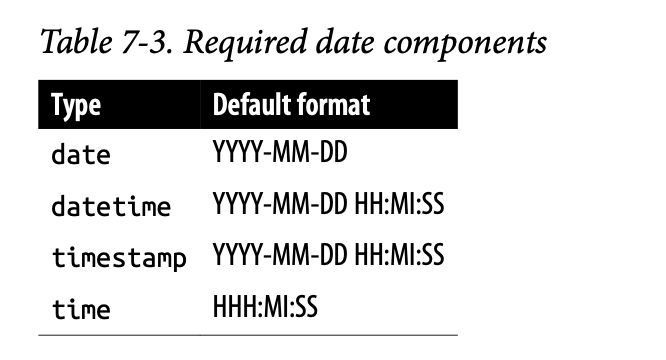 Table 7-3. Required date components
Type Default format
date YYYY-MM-DD
datetime YYYY-MM-DD HH:MI:SS
timestamp YYYY-MM-DD HH:MI:SS
time HHH:MI:SS